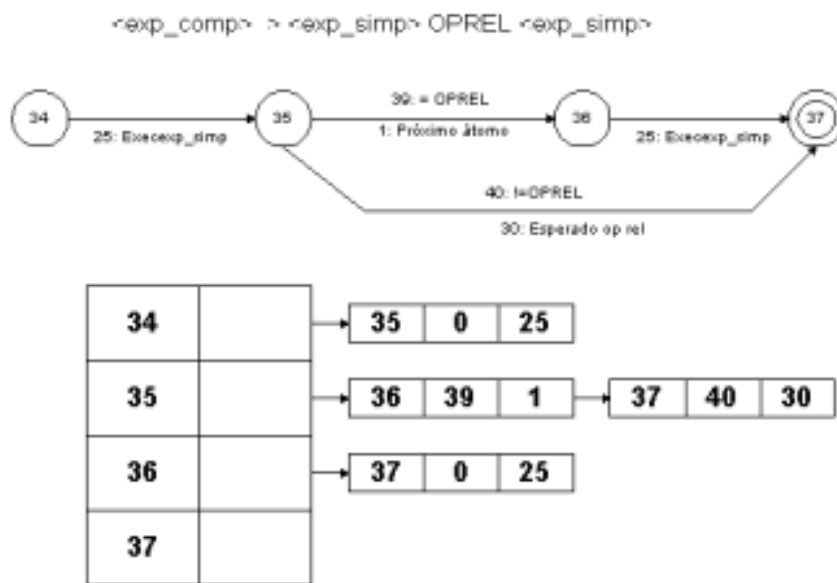 <exp_comp> > <exp_simp> OPREL <exp_simp>
39: = OPREL
34 35 36 37
25: Execexp_simp 1: Próximo átomo 25: Execexp_simp
40: !=OPREL
30: Esperado op rel
34 35 0 25
35 36 39 1 37 40 30
36 37 0 25
37